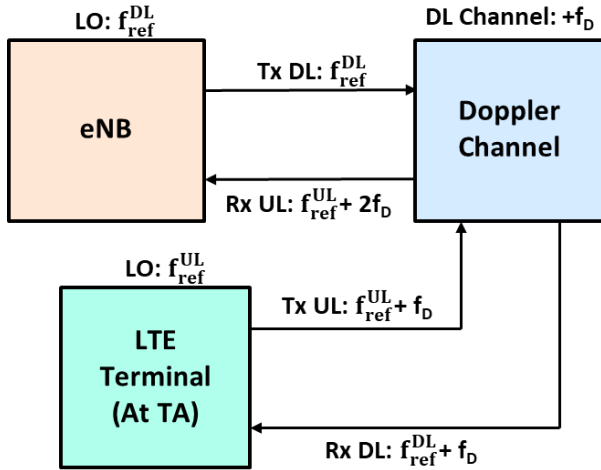 LO: f_ref^DL
DL Channel: +f_D
Tx DL: f_ref^DL
eNB
Doppler
Channel
Rx UL: f_ref^UL + 2f_D
LO: f_ref^UL
Tx UL: f_ref^UL + f_D
LTE
Terminal
(At TA)
Rx DL: f_ref^DL + f_D